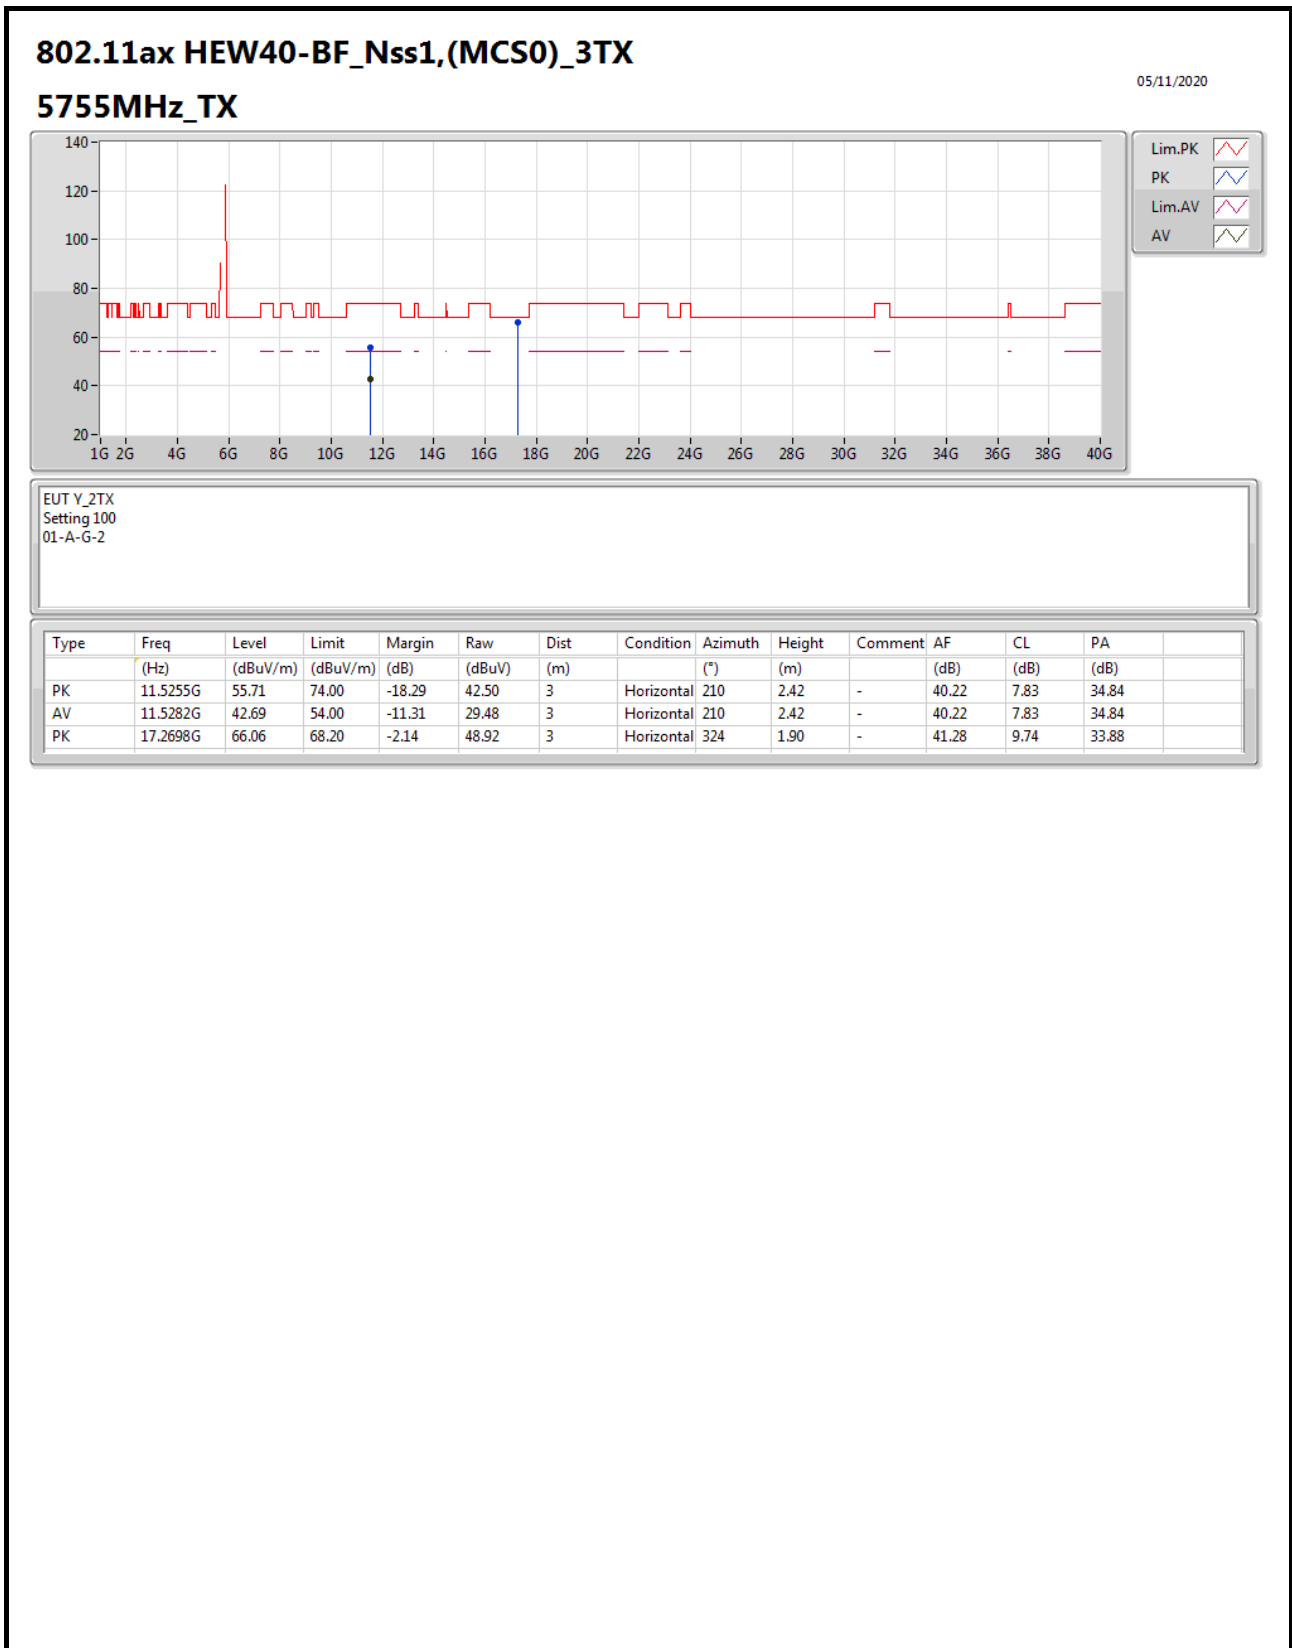 802.11ax HEW40-BF_Nss1,(MCS0)_3TX
05/11/2020
5755MHz_TX
140
120
100
80
60
40
20
1G 2G 4G 6G 8G 10G 12G 14G 16G 18G 20G 22G 24G 26G 28G 30G 32G 34G 36G 38G 40G
Lim.PK
PK
Lim.AV
AV
EUT Y_2TX
Setting 100
01-A-G-2
Type Freq Level Limit Margin Raw Dist Condition Azimuth Height Comment AF CL PA
(Hz) (dBuV/m) (dBuV/m) (dB) (dBuV) (m) (°) (m) (dB) (dB) (dB)
PK 11.5255G 55.71 74.00 -18.29 42.50 3 Horizontal 210 2.42 - 40.22 7.83 34.84
AV 11.5282G 42.69 54.00 -11.31 29.48 3 Horizontal 210 2.42 - 40.22 7.83 34.84
PK 17.2698G 66.06 68.20 -2.14 48.92 3 Horizontal 324 1.90 - 41.28 9.74 33.88